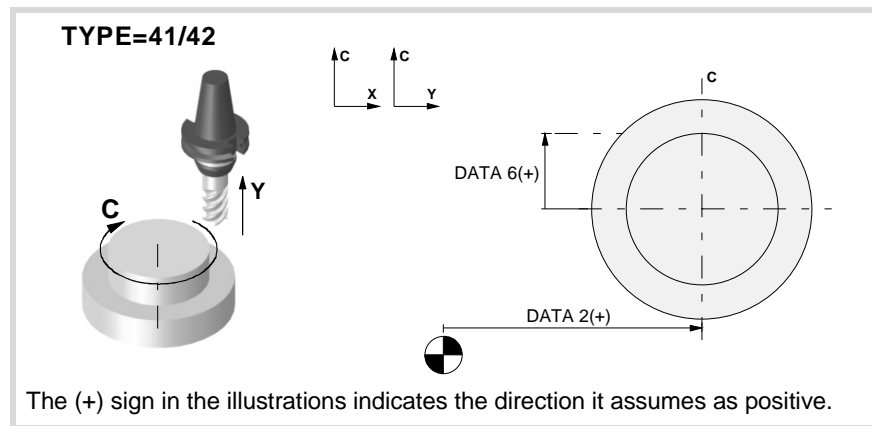 TYPE=41/42
C
X
C
Y
C
Y
C
DATA 6(+)
DATA 2(+)
The (+) sign in the illustrations indicates the direction it assumes as positive.